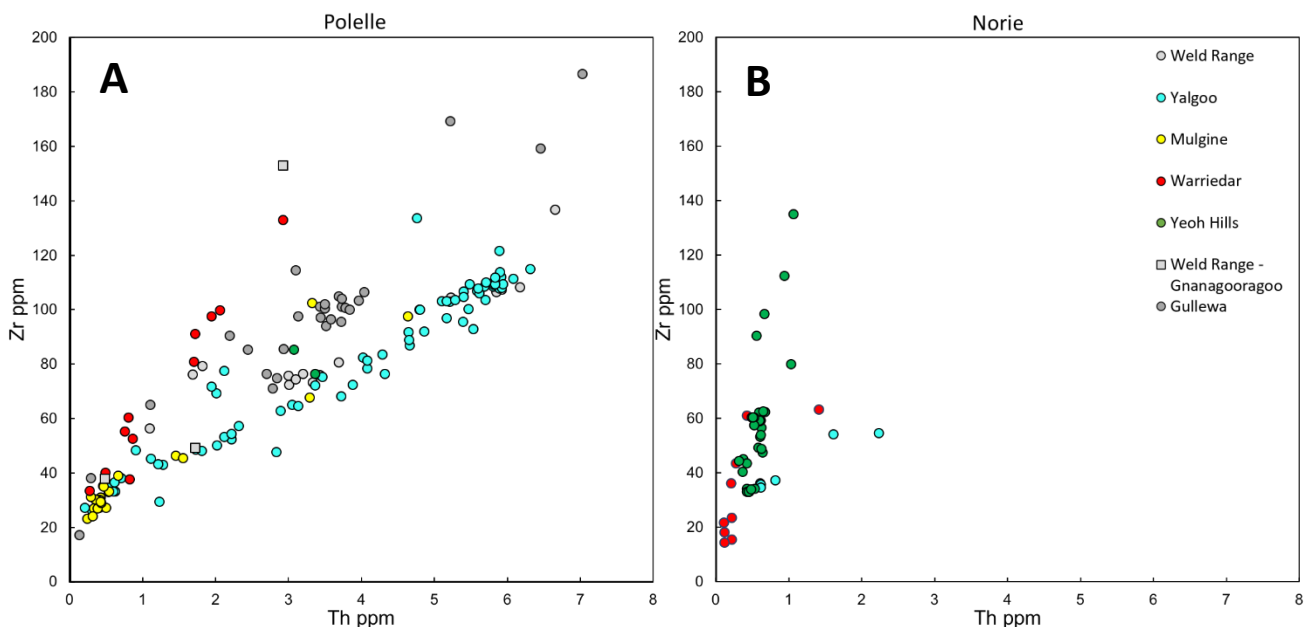 Polelle
Norie
A
B
Zr ppm
200
180
160
140
120
100
80
60
40
20
0
0 1 2 3 4 5 6 7 8
Th ppm
Zr ppm
200
180
160
140
120
100
80
60
40
20
0
0 1 2 3 4 5 6 7 8
Th ppm
Weld Range
Yalgoo
Mulgine
Warriedar
Yeoh Hills
Weld Range -
Gnanagooragoo
Gullewa